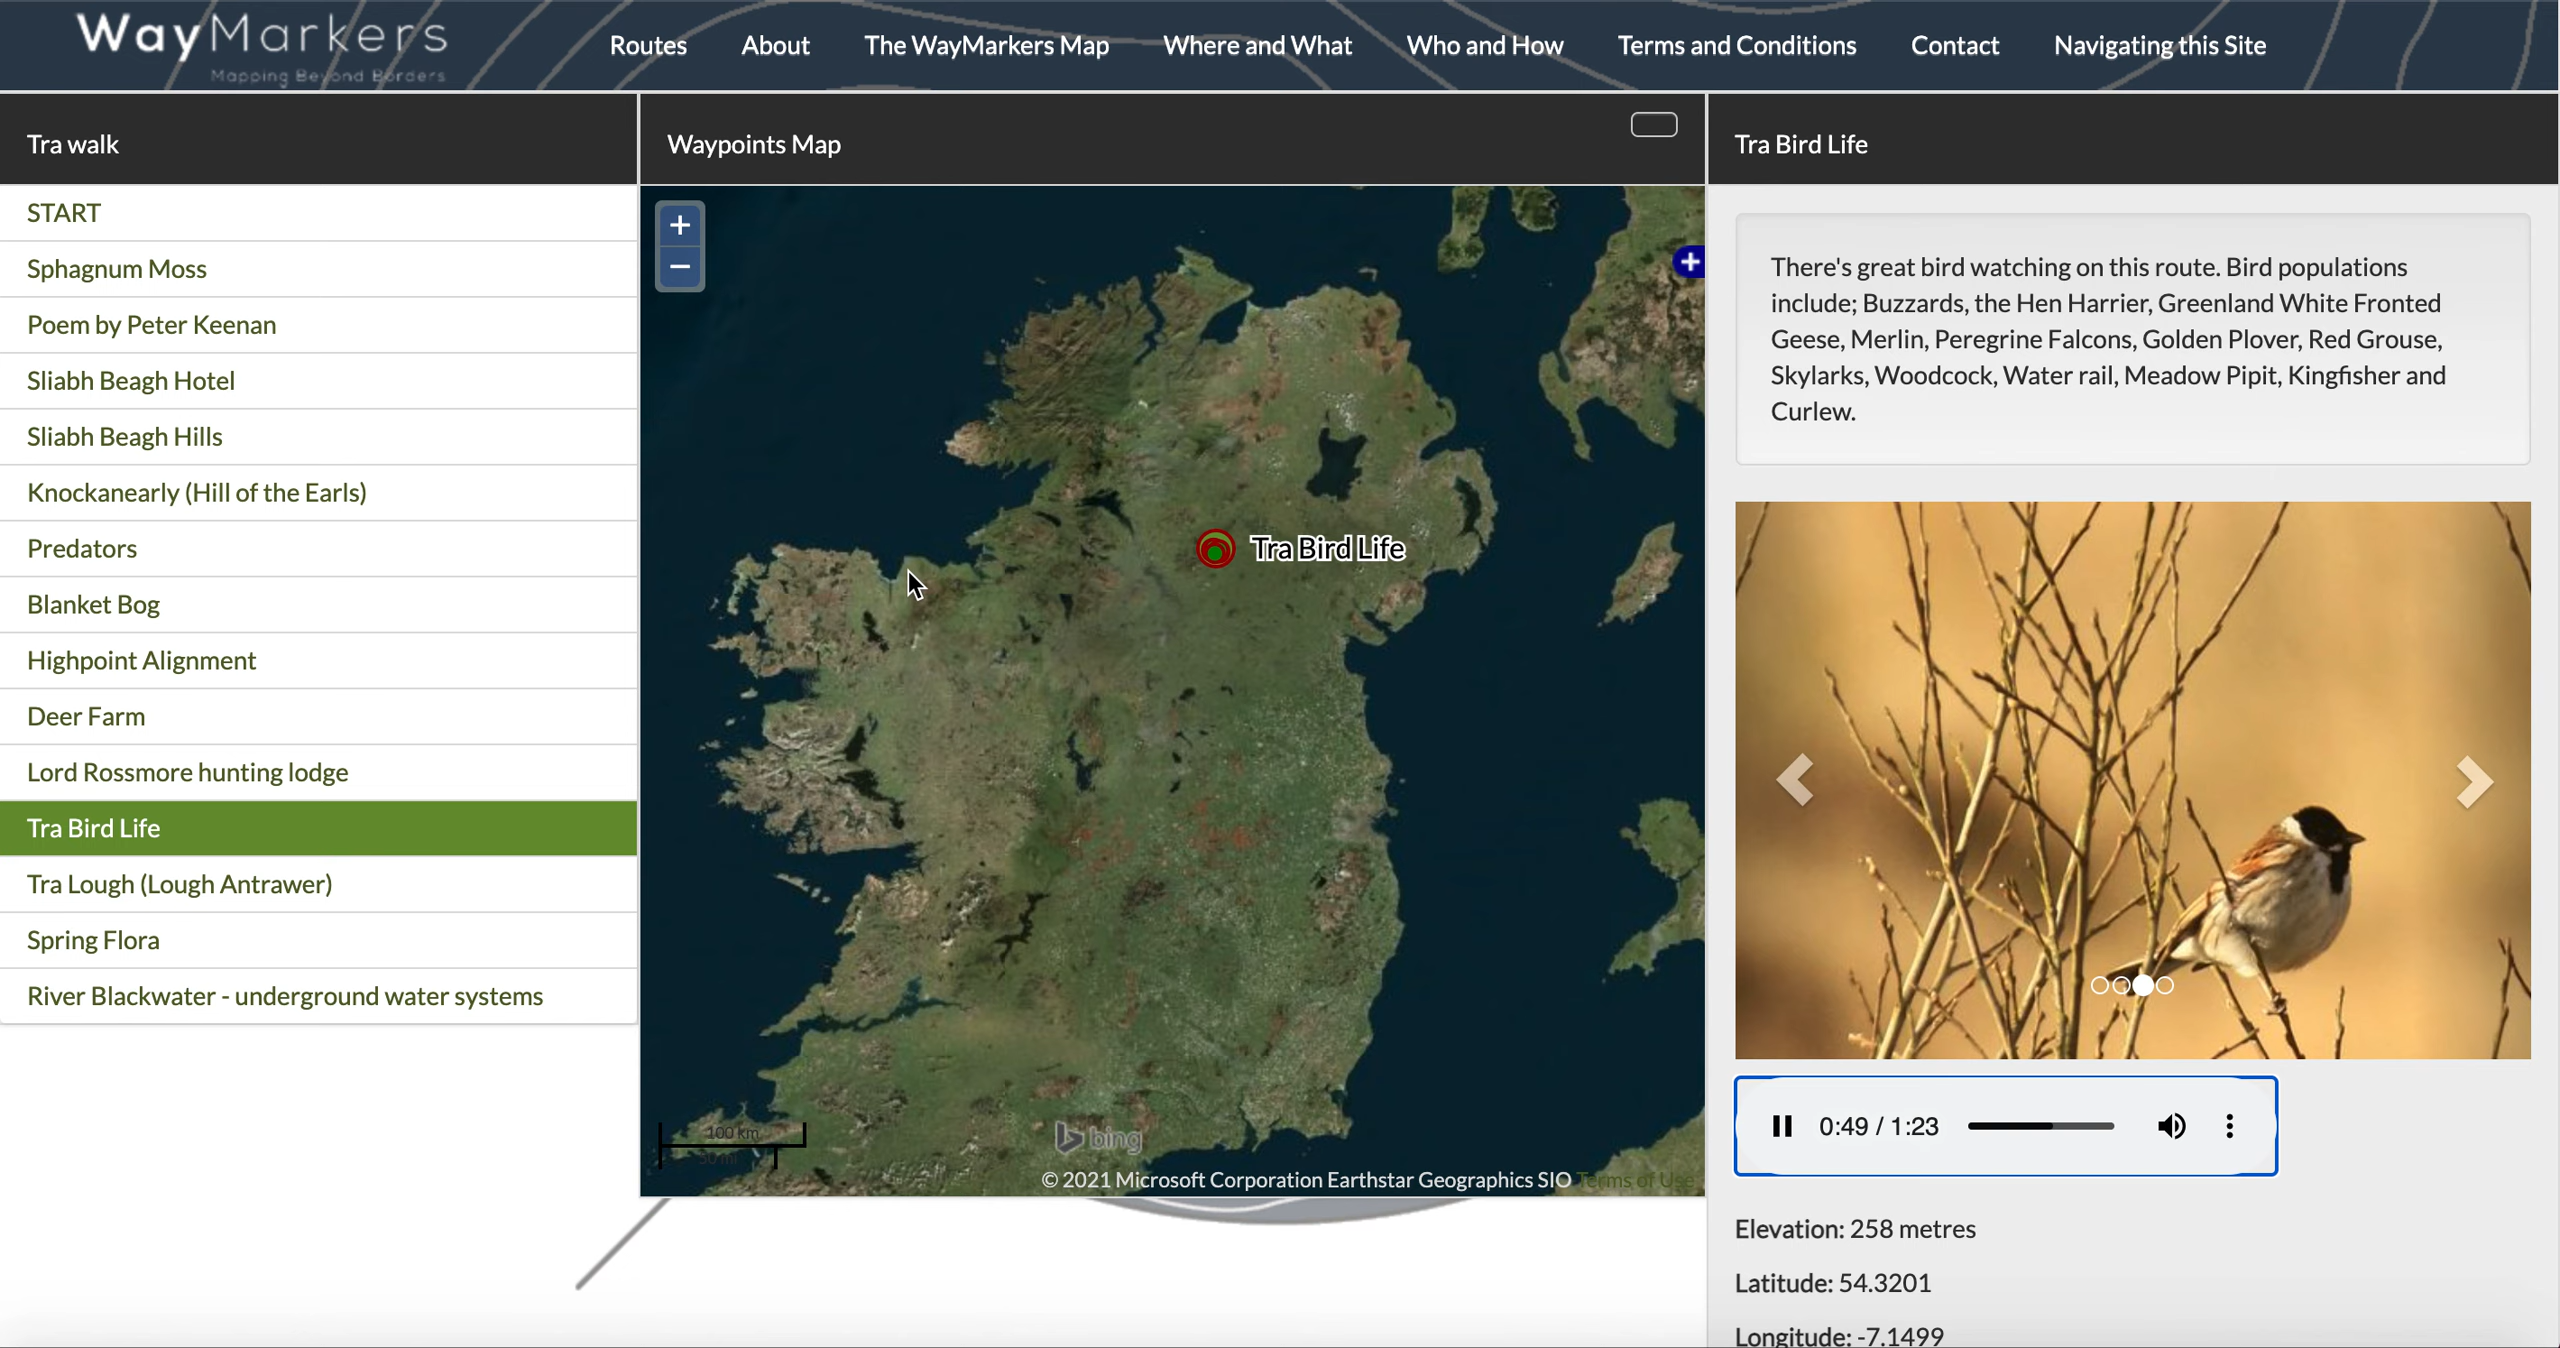 WayMarkers
Mapping Beyond Borders
Routes
About
The WayMarkers Map
Where and What
Who and How
Terms and Conditions
Contact
Navigating this Site
Tra walk
START
Sphagnum Moss
Poem by Peter Keenan
Sliabh Beagh Hotel
Sliabh Beagh Hills
Knockanearly (Hill of the Earls)
Predators
Blanket Bog
Highpoint Alignment
Deer Farm
Lord Rossmore hunting lodge
Tra Bird Life
Tra Lough (Lough Antrawer)
Spring Flora
River Blackwater - underground water systems
Waypoints Map
+
−
+
Tra Bird Life
100 km
50 mi
bing
© 2021 Microsoft Corporation Earthstar Geographics SIO Terms of Use
Tra Bird Life
There's great bird watching on this route. Bird populations
include; Buzzards, the Hen Harrier, Greenland White Fronted
Geese, Merlin, Peregrine Falcons, Golden Plover, Red Grouse,
Skylarks, Woodcock, Water rail, Meadow Pipit, Kingfisher and
Curlew.
0:49 / 1:23
Elevation: 258 metres
Latitude: 54.3201
Longitude: -7.1499